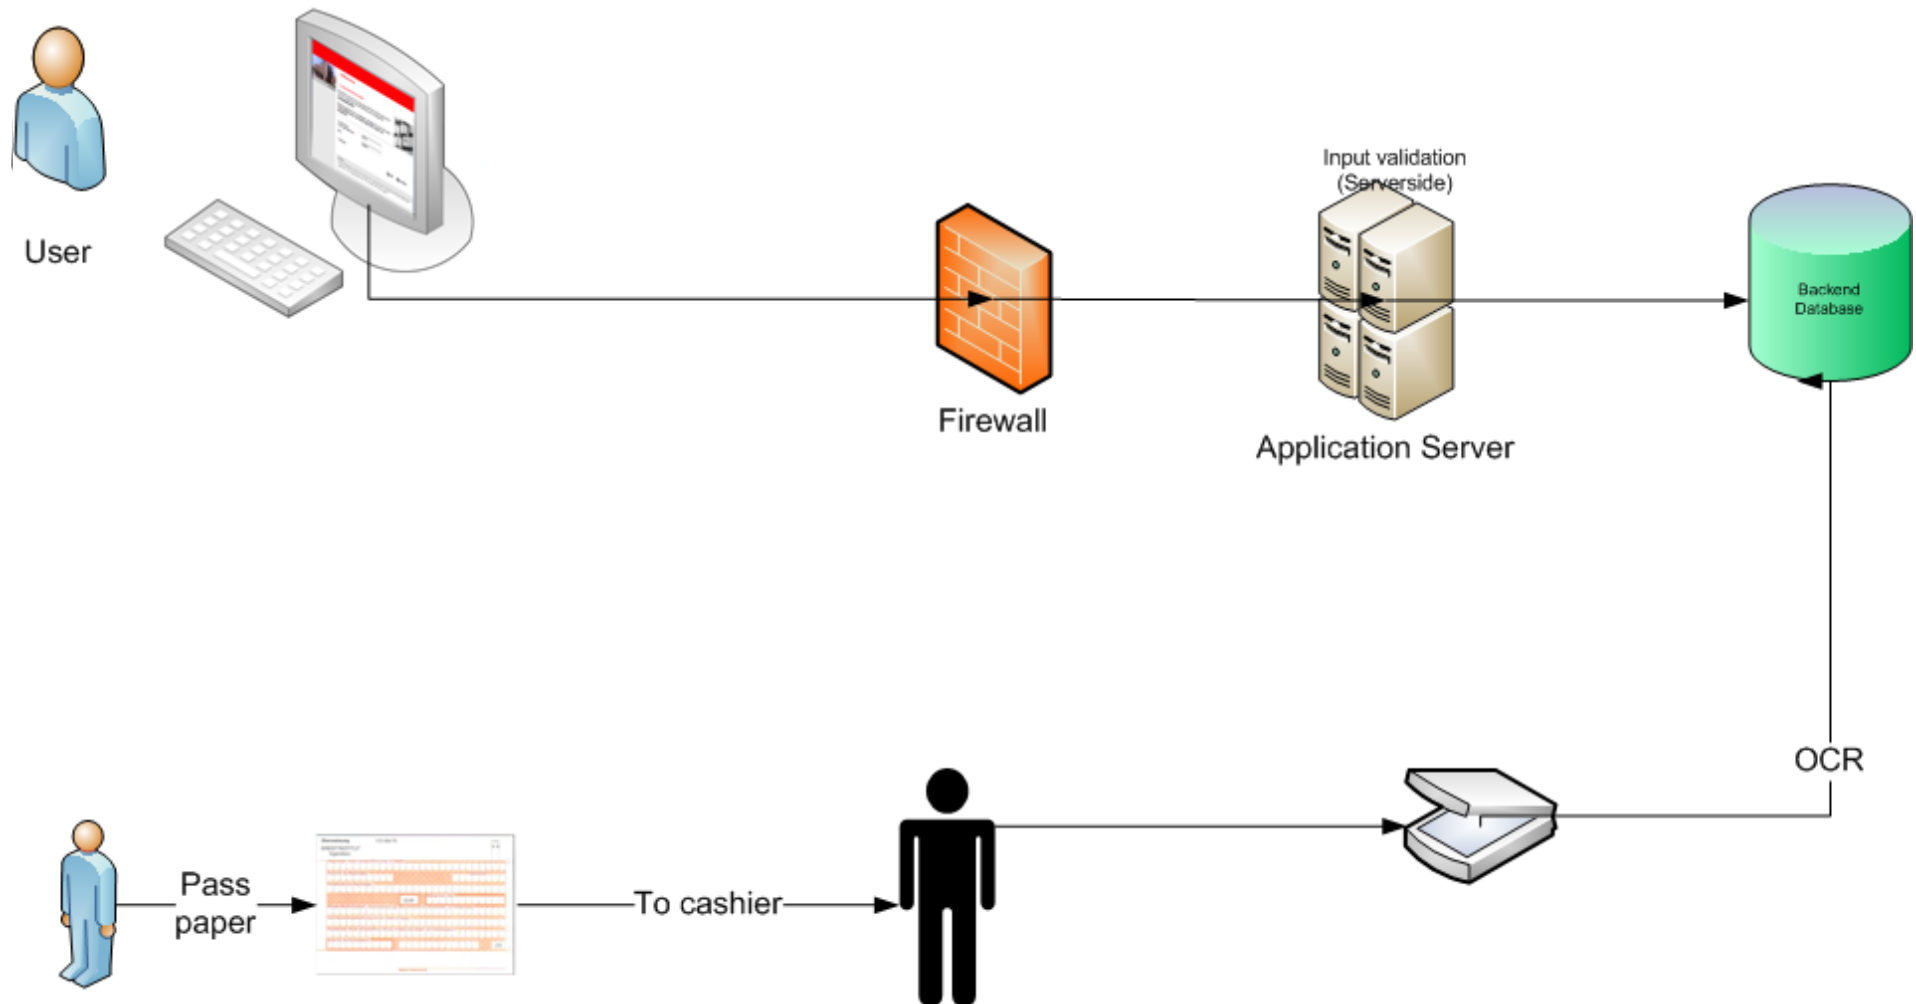 Input validation
(Serverside)
User
Backend
Database
Firewall
Application Server
OCR
Pass
paper
To cashier